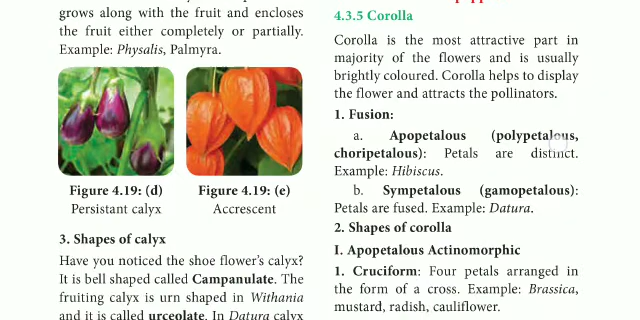 grows along with the fruit and encloses
the fruit either completely or partially.
Example: Physalis, Palmyra.
Figure 4.19: (d)
Persistant calyx
Figure 4.19: (e)
Accrescent
3. Shapes of calyx
Have you noticed the shoe flower’s calyx?
It is bell shaped called Campanulate. The
fruiting calyx is urn shaped in Withania
and it is called urceolate. In Datura calyx
4.3.5 Corolla
Corolla is the most attractive part in
majority of the flowers and is usually
brightly coloured. Corolla helps to display
the flower and attracts the pollinators.
1. Fusion:
a. Apopetalous (polypetalous,
choripetalous): Petals are distinct.
Example: Hibiscus.
b. Sympetalous (gamopetalous):
Petals are fused. Example: Datura.
2. Shapes of corolla
I. Apopetalous Actinomorphic
1. Cruciform: Four petals arranged in
the form of a cross. Example: Brassica,
mustard, radish, cauliflower.